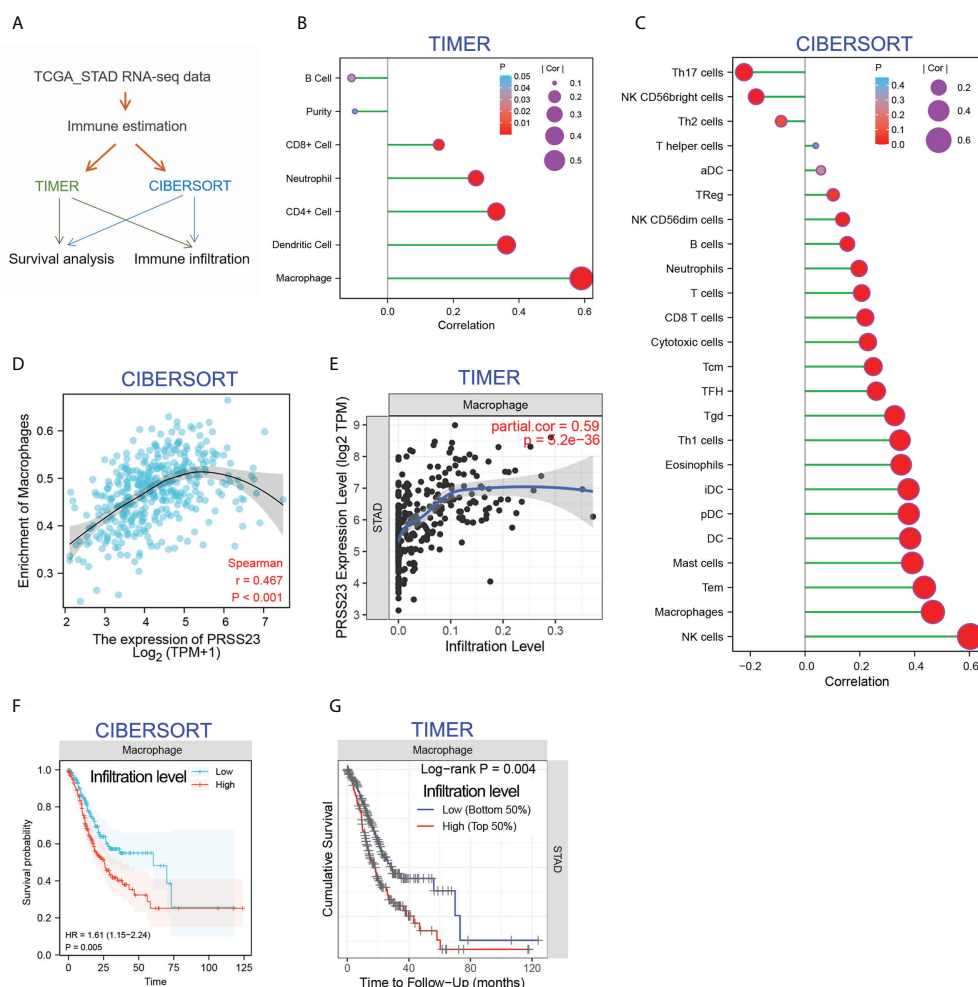 A
TCGA_STAD RNA-seq data
Immune estimation
TIMER CIBERSORT
Survival analysis Immune infiltration
B
TIMER
B Cell
Purity
CD8+ Cell
Neutrophil
CD4+ Cell
Dendritic Cell
Macrophage
0.0 0.2 0.4 0.6
Correlation
P
0.05
0.04
0.03
0.02
0.01
| Cor |
0.1
0.2
0.3
0.4
0.5
C
CIBERSORT
Th17 cells
NK CD56bright cells
Th2 cells
T helper cells
aDC
TReg
NK CD56dim cells
B cells
Neutrophils
T cells
CD8 T cells
Cytotoxic cells
Tcm
TFH
Tgd
Th1 cells
Eosinophils
iDC
pDC
DC
Mast cells
Tem
Macrophages
NK cells
−0.2 0.0 0.2 0.4 0.6
Correlation
P
0.4
0.3
0.2
0.1
0.0
| Cor |
0.2
0.4
0.6
D
CIBERSORT
Enrichment of Macrophages
0.6
0.5
0.4
0.3
Spearman
r = 0.467
P < 0.001
2 3 4 5 6 7
The expression of PRSS23
Log2 (TPM+1)
E
TIMER
Macrophage
partial.cor = 0.59
p = 5.2e−36
STAD
PRSS23 Expression Level (log2 TPM)
9
8
7
6
5
4
3
0.0 0.1 0.2 0.3
Infiltration Level
F
CIBERSORT
Macrophage
Infiltration level
Low
High
Survival probability
1.0
0.8
0.6
0.4
0.2
0.0
HR = 1.61 (1.15−2.24)
P = 0.005
0 25 50 75 100 125
Time
G
TIMER
Macrophage
Log−rank P = 0.004
Infiltration level
Low (Bottom 50%)
High (Top 50%)
Cumulative Survival
STAD
0 40 80 120
Time to Follow-Up (months)